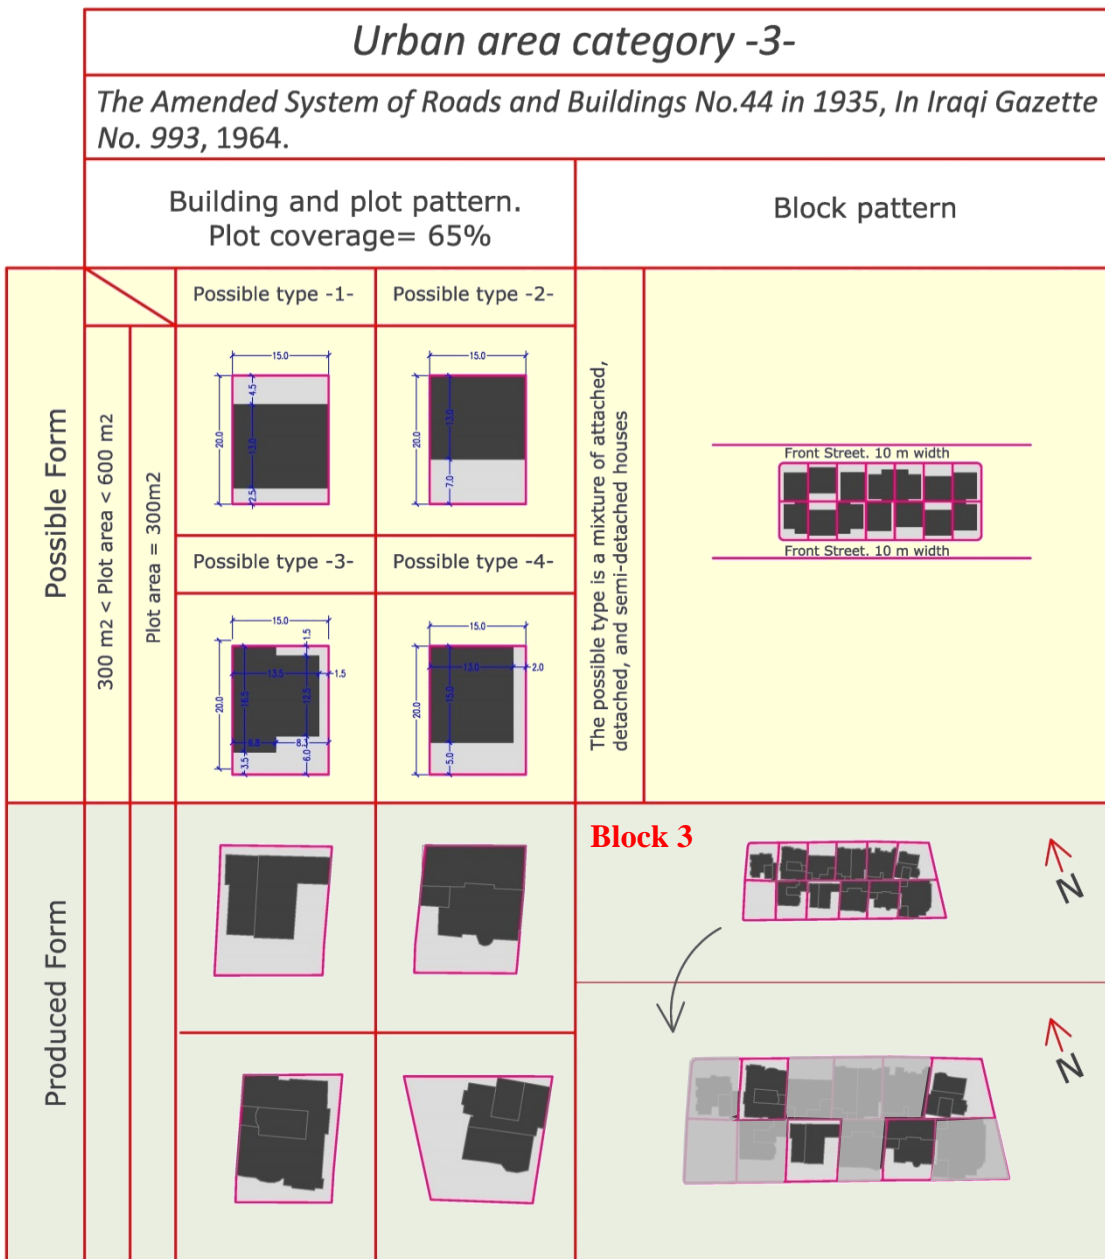 Urban area category -3-
The Amended System of Roads and Buildings No.44 in 1935, In Iraqi Gazette
No. 993, 1964.
Building and plot pattern.
Plot coverage= 65%
Block pattern
Possible Form
300 m2 < Plot area < 600 m2
Plot area = 300m2
Possible type -1-
Possible type -2-
15.0
20.0
4.5
13.0
2.5
15.0
20.0
13.0
7.0
Possible type -3-
Possible type -4-
15.0
1.5
13.5
1.5
20.0
16.5
12.5
6.8
8.3
3.5
6.0
15.0
13.0
2.0
20.0
15.0
5.0
The possible type is a mixture of attached,
detached, and semi-detached houses
Front Street. 10 m width
Front Street. 10 m width
Produced Form
Block 3
N
N